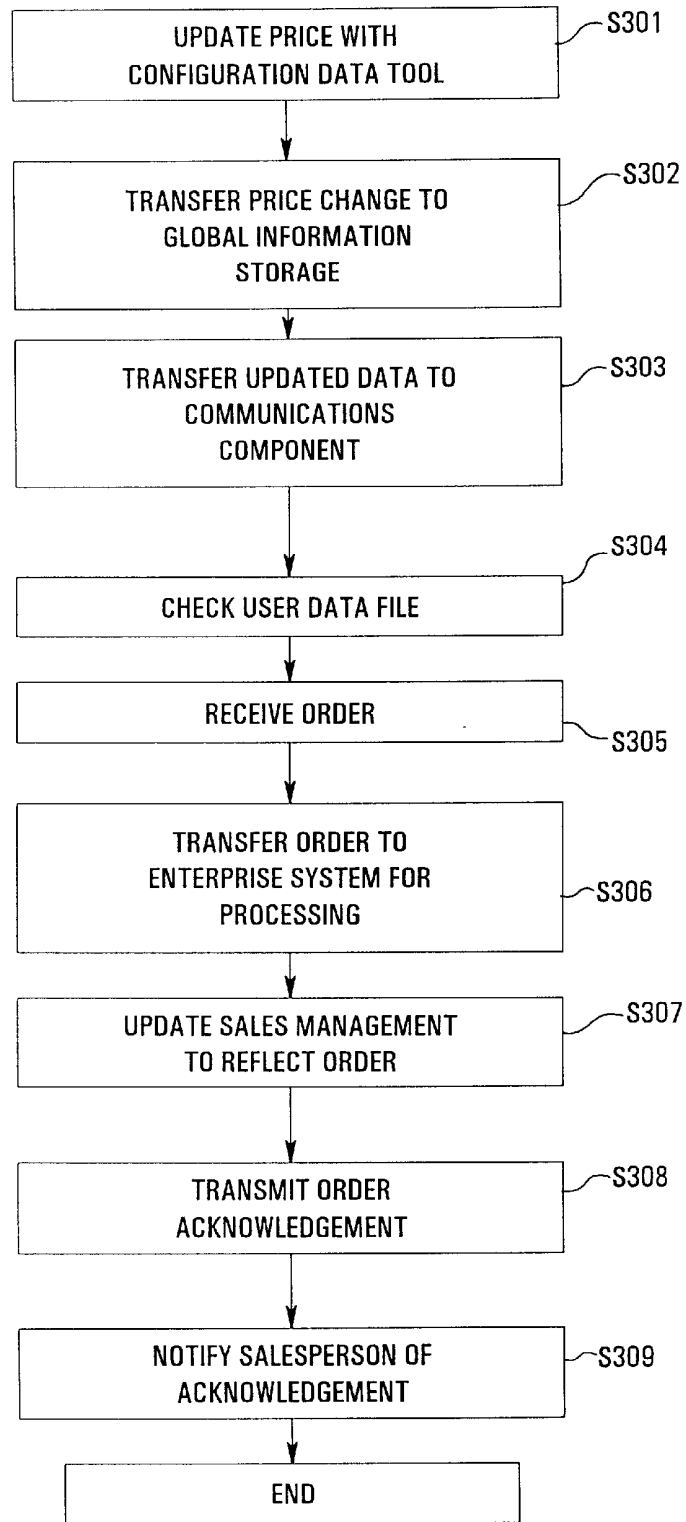 UPDATE PRICE WITH
CONFIGURATION DATA TOOL
S301
TRANSFER PRICE CHANGE TO
GLOBAL INFORMATION
STORAGE
S302
TRANSFER UPDATED DATA TO
COMMUNICATIONS
COMPONENT
S303
CHECK USER DATA FILE
S304
RECEIVE ORDER
S305
TRANSFER ORDER TO
ENTERPRISE SYSTEM FOR
PROCESSING
S306
UPDATE SALES MANAGEMENT
TO REFLECT ORDER
S307
TRANSMIT ORDER
ACKNOWLEDGEMENT
S308
NOTIFY SALESPERSON OF
ACKNOWLEDGEMENT
S309
END